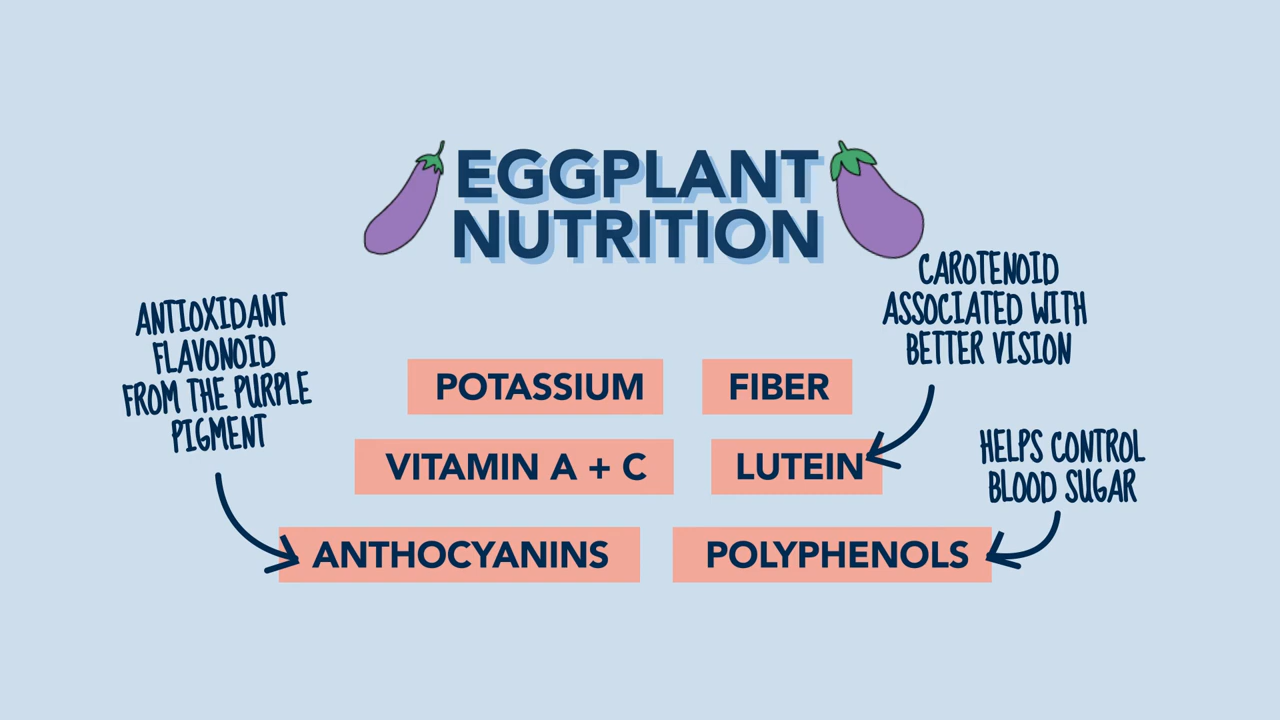 EGGPLANT
NUTRITION
CAROTENOID
ASSOCIATED WITH
BETTER VISION
ANTIOXIDANT
FLAVONOID
FROM THE PURPLE
PIGMENT
POTASSIUM
FIBER
VITAMIN A + C
LUTEIN
HELPS CONTROL
BLOOD SUGAR
ANTHOCYANINS
POLYPHENOLS